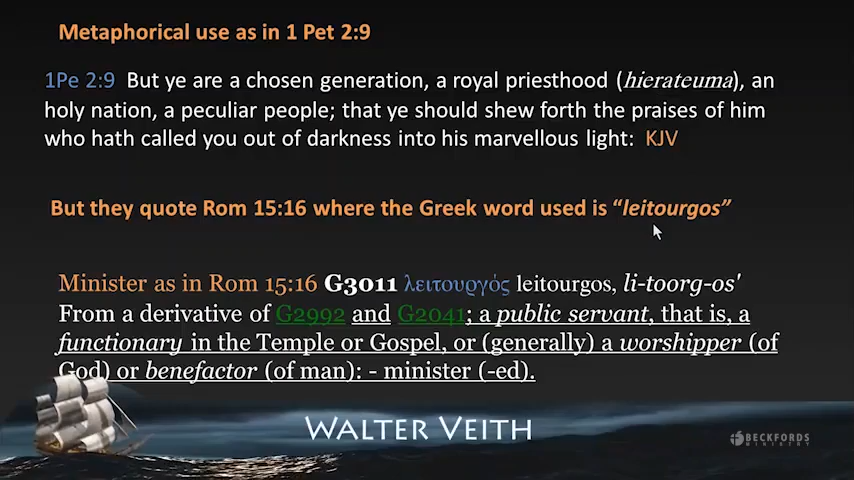 Metaphorical use as in 1 Pet 2:9
1Pe 2:9 But ye are a chosen generation, a royal priesthood (hierateuma), an
holy nation, a peculiar people; that ye should shew forth the praises of him
who hath called you out of darkness into his marvellous light: KJV
But they quote Rom 15:16 where the Greek word used is “leitourgos”
Minister as in Rom 15:16 G3011 λειτουργός leitourgos, li-toorg-os'
From a derivative of G2992 and G2041; a public servant, that is, a
functionary in the Temple or Gospel, or (generally) a worshipper (of
God) or benefactor (of man): - minister (-ed).
WALTER VEITH
BECKFORDS
MINISTRY